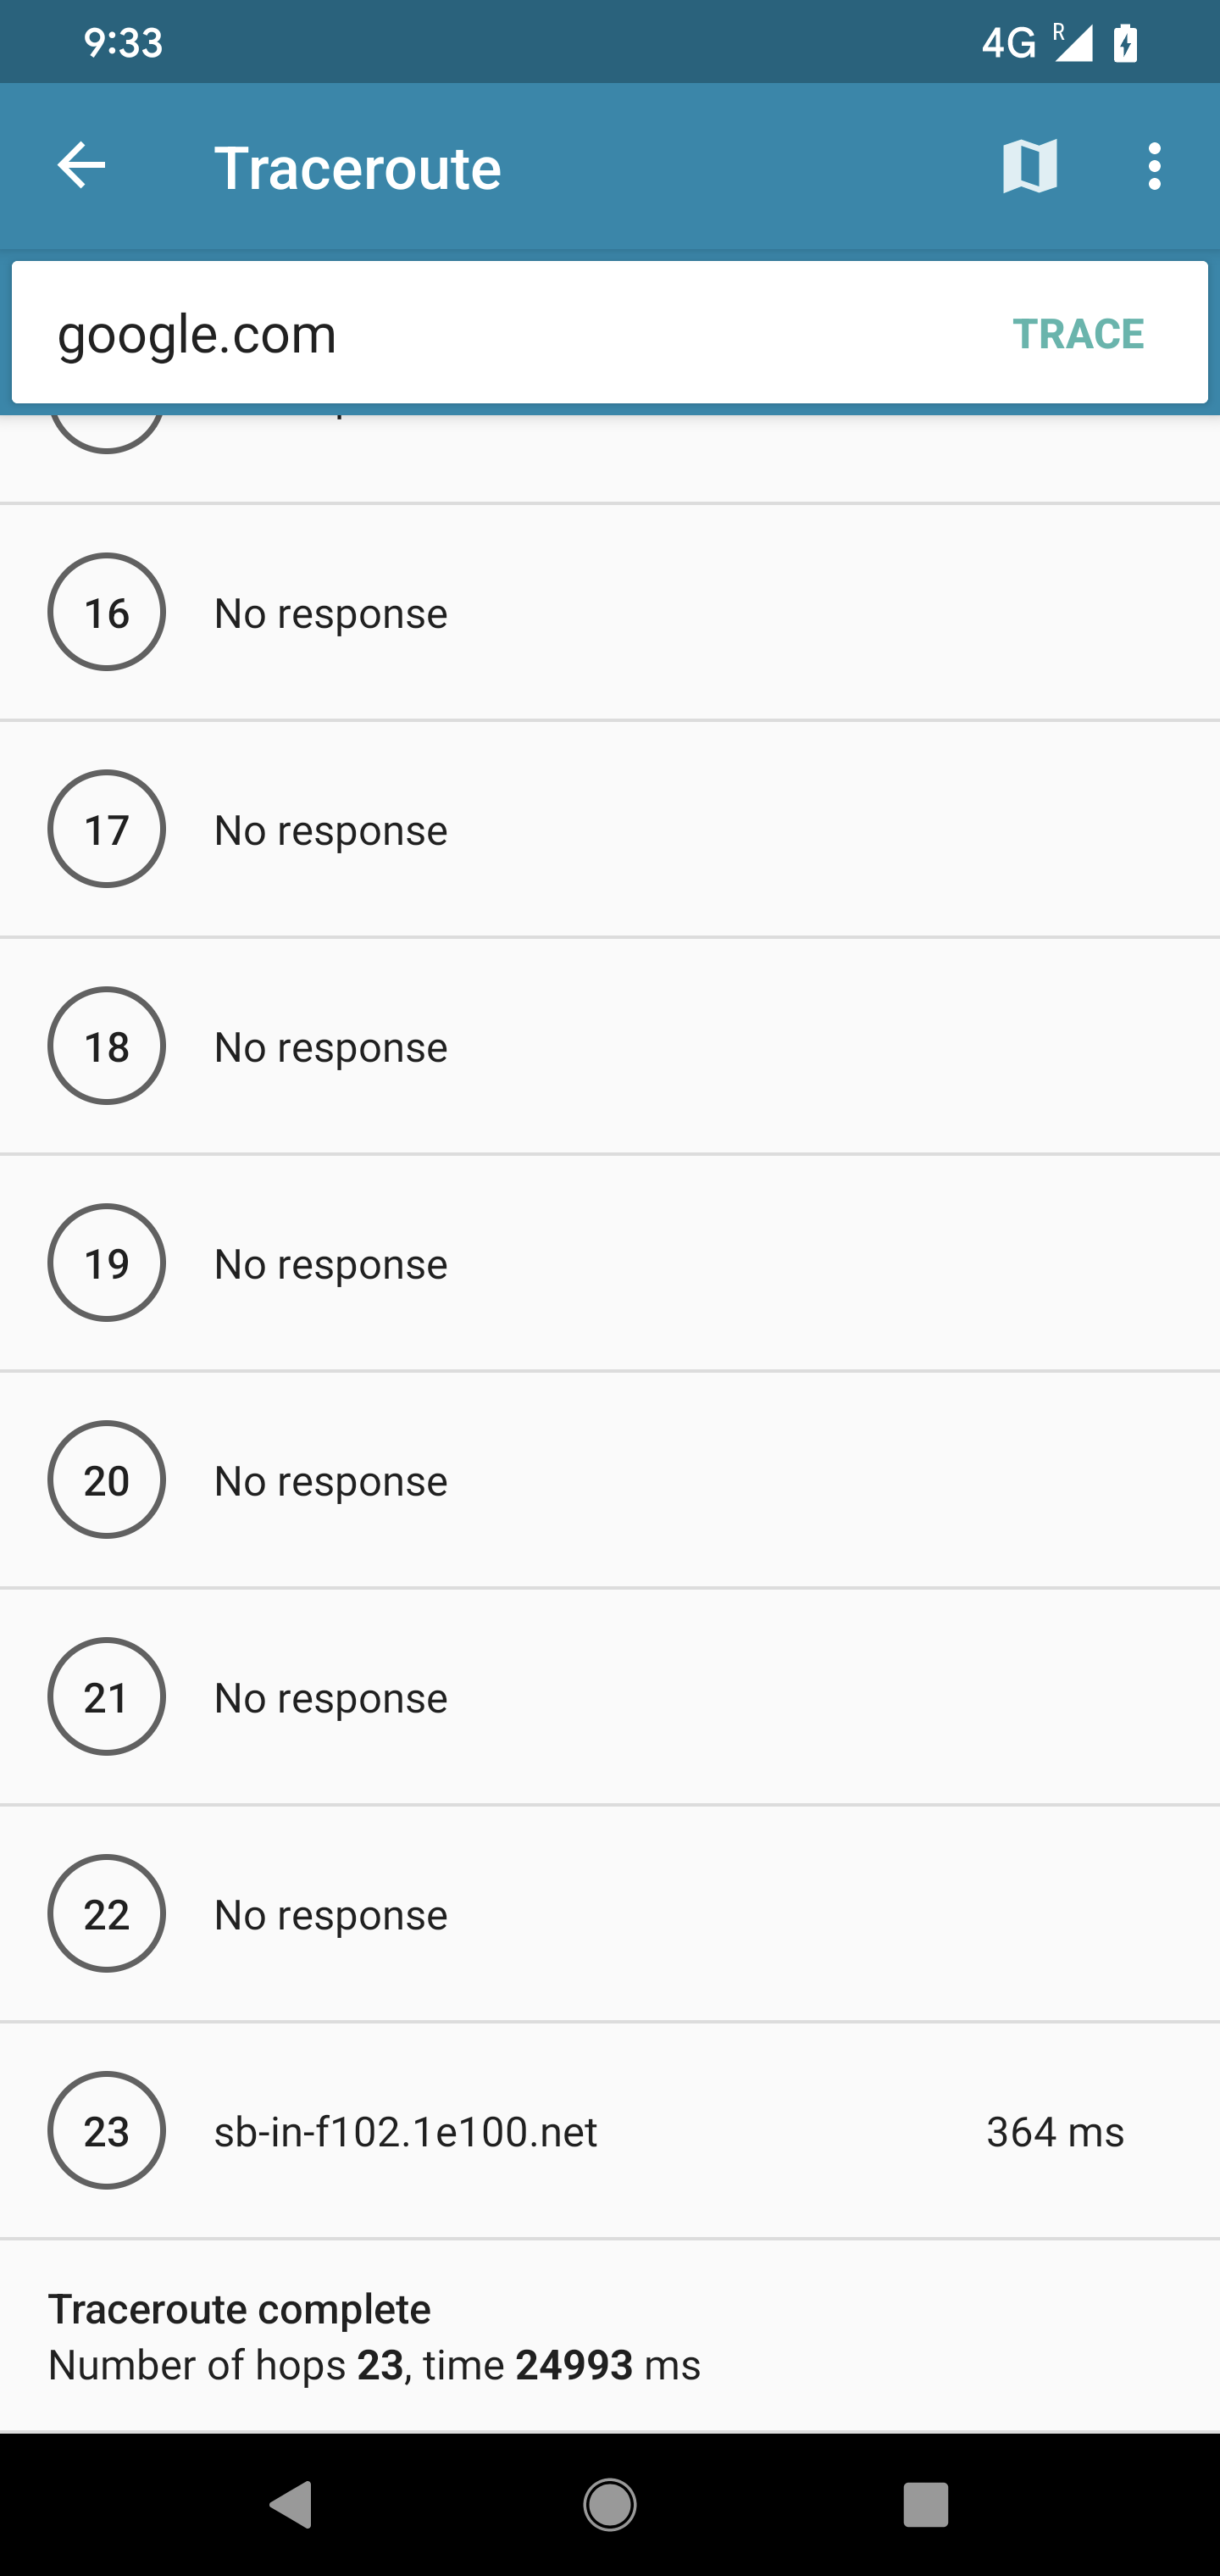 9:33
4G R
Traceroute
google.com TRACE
16 No response
17 No response
18 No response
19 No response
20 No response
21 No response
22 No response
23 sb-in-f102.1e100.net 364 ms
Traceroute complete
Number of hops 23, time 24993 ms